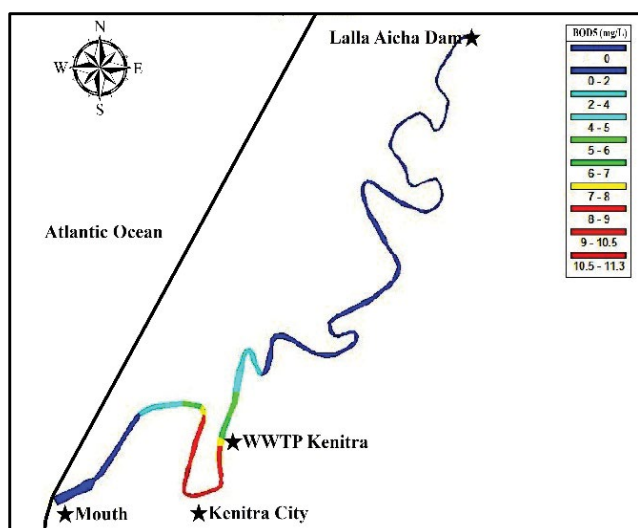 N
W E
S
Lalla Aicha Dam
Atlantic Ocean
WWTP Kenitra
Mouth
Kenitra City
BOD5 (mg/L)
0
0 - 2
2 - 4
4 - 5
5 - 6
6 - 7
7 - 8
8 - 9
9 - 10.5
10.5 - 11.3